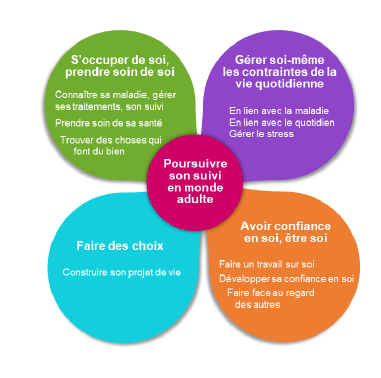 S'occuper de soi,
prendre soin de soi
Connaître sa maladie, gérer
ses traitements, son suivi
Prendre soin de sa santé
Trouver des choses qui
font du bien
Gérer soi-même
les contraintes de la
vie quotidienne
En lien avec la maladie
En lien avec le quotidien
Gérer le stress
Poursuivre
son suivi
en monde
adulte
Faire des choix
Construire son projet de vie
Avoir confiance
en soi, être soi
Faire un travail sur soi
Développer sa confiance en soi
Faire face au regard
des autres